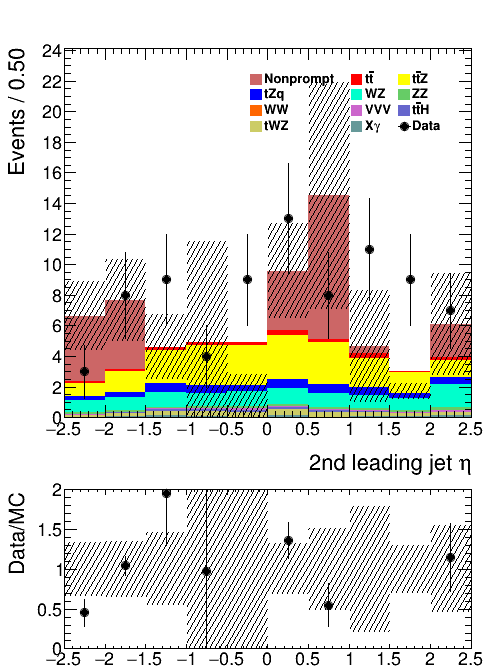 Events / 0.50
24
22
20
18
16
14
12
10
8
6
4
2
0
Nonprompt tt̄ tt̄Z
tZq WZ ZZ
WW VVV tt̄H
tWZ Xγ Data
−2.5 −2 −1.5 −1 −0.5 0 0.5 1 1.5 2 2.5
2nd leading jet η
Data/MC
2
1.5
1
0.5
0
−2.5 −2 −1.5 −1 −0.5 0 0.5 1 1.5 2 2.5